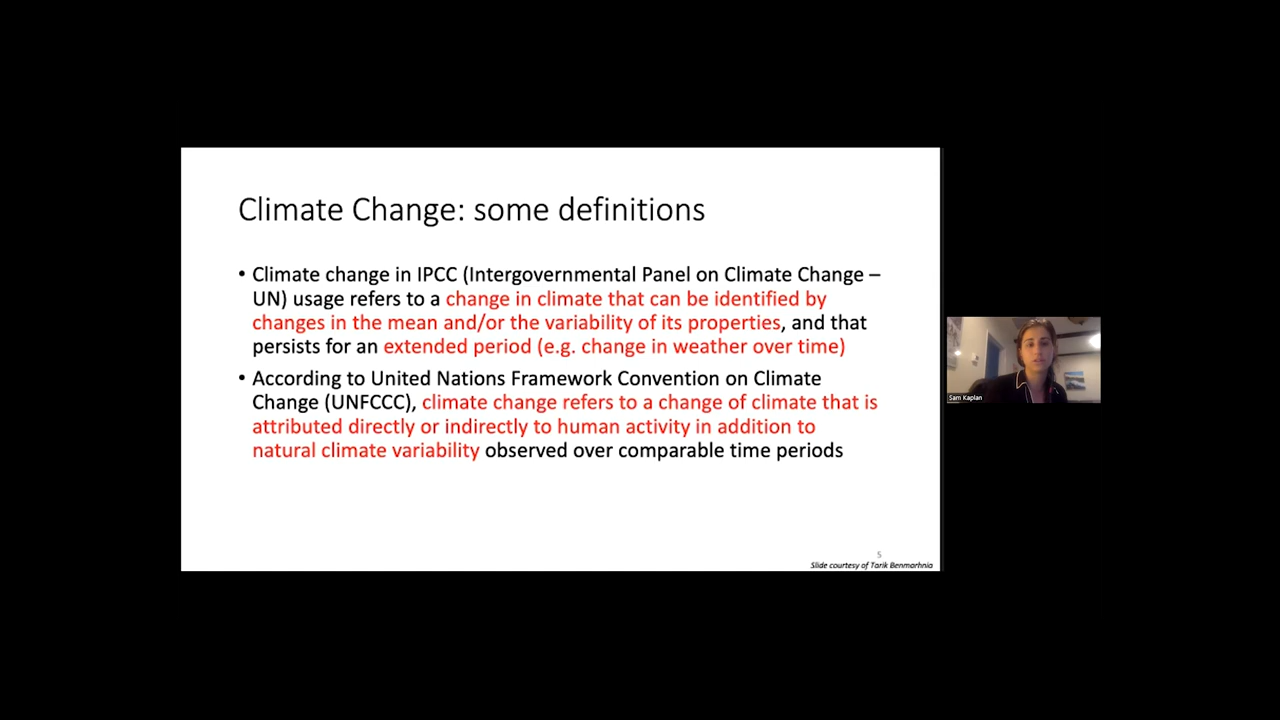 Climate Change: some definitions
• Climate change in IPCC (Intergovernmental Panel on Climate Change –
UN) usage refers to a change in climate that can be identified by
changes in the mean and/or the variability of its properties, and that
persists for an extended period (e.g. change in weather over time)
• According to United Nations Framework Convention on Climate
Change (UNFCCC), climate change refers to a change of climate that is
attributed directly or indirectly to human activity in addition to
natural climate variability observed over comparable time periods
5
Slide courtesy of Tarik Benmarhnia
Sam Kaplan